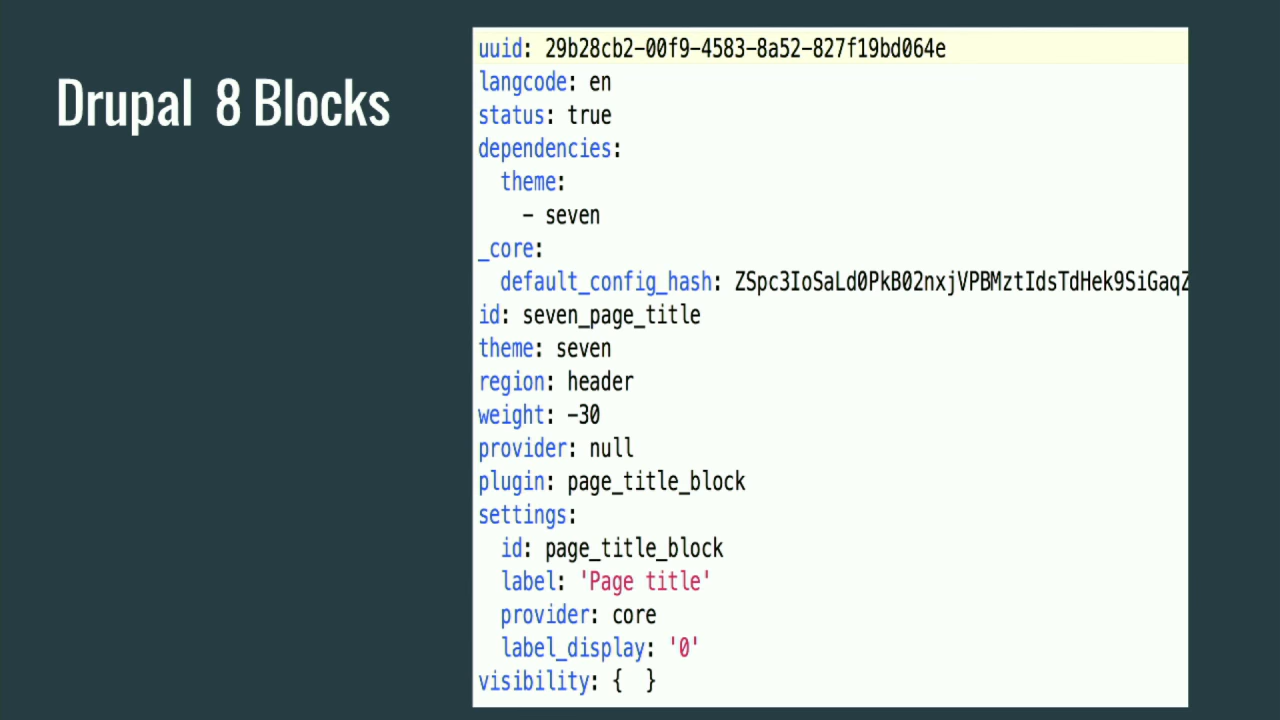 Drupal 8 Blocks
uuid: 29b28cb2-00f9-4583-8a52-827f19bd064e
langcode: en
status: true
dependencies:
  theme:
    - seven
_core:
  default_config_hash: ZSpc3IoSaLd0PkB02nxjVPBMztIdsTdHek9SiGaqZ
id: seven_page_title
theme: seven
region: header
weight: -30
provider: null
plugin: page_title_block
settings:
  id: page_title_block
  label: 'Page title'
  provider: core
  label_display: '0'
visibility: {  }